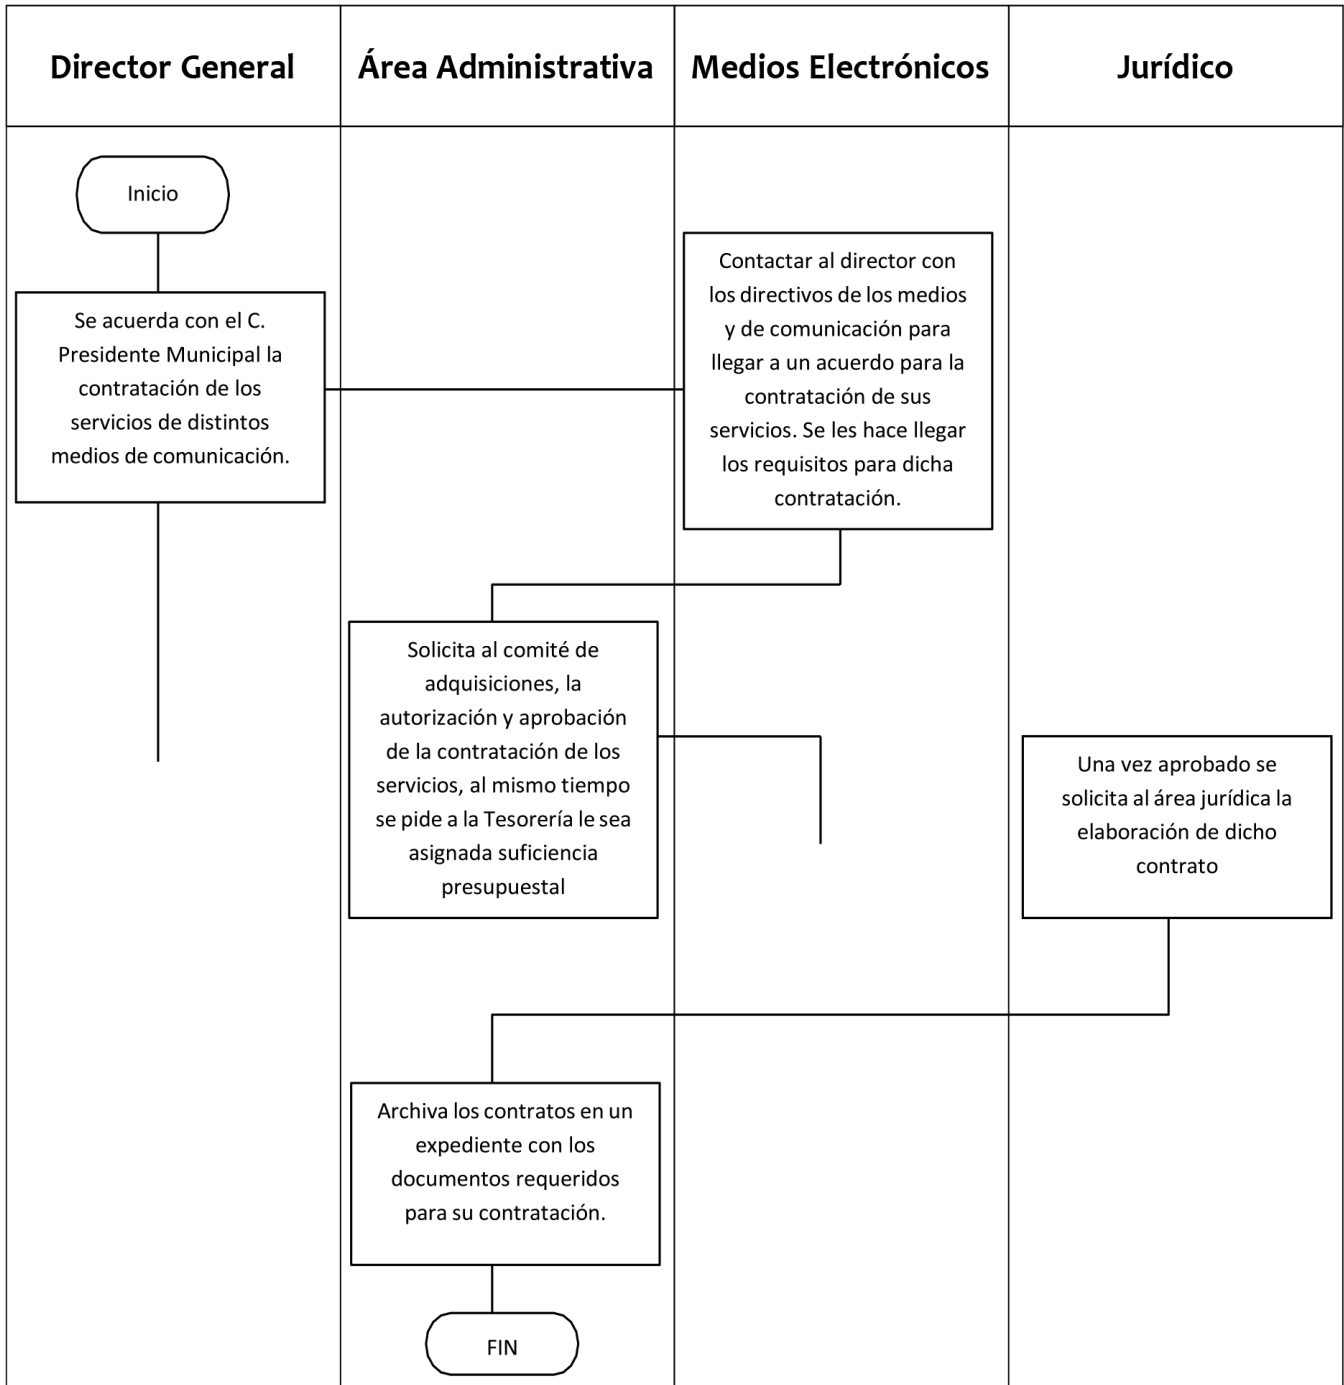 Director General
Área Administrativa
Medios Electrónicos
Jurídico
Inicio
Se acuerda con el C.
Presidente Municipal la
contratación de los
servicios de distintos
medios de comunicación.
Contactar al director con
los directivos de los medios
y de comunicación para
llegar a un acuerdo para la
contratación de sus
servicios. Se les hace llegar
los requisitos para dicha
contratación.
Solicita al comité de
adquisiciones, la
autorización y aprobación
de la contratación de los
servicios, al mismo tiempo
se pide a la Tesorería le sea
asignada suficiencia
presupuestal
Una vez aprobado se
solicita al área jurídica la
elaboración de dicho
contrato
Archiva los contratos en un
expediente con los
documentos requeridos
para su contratación.
FIN